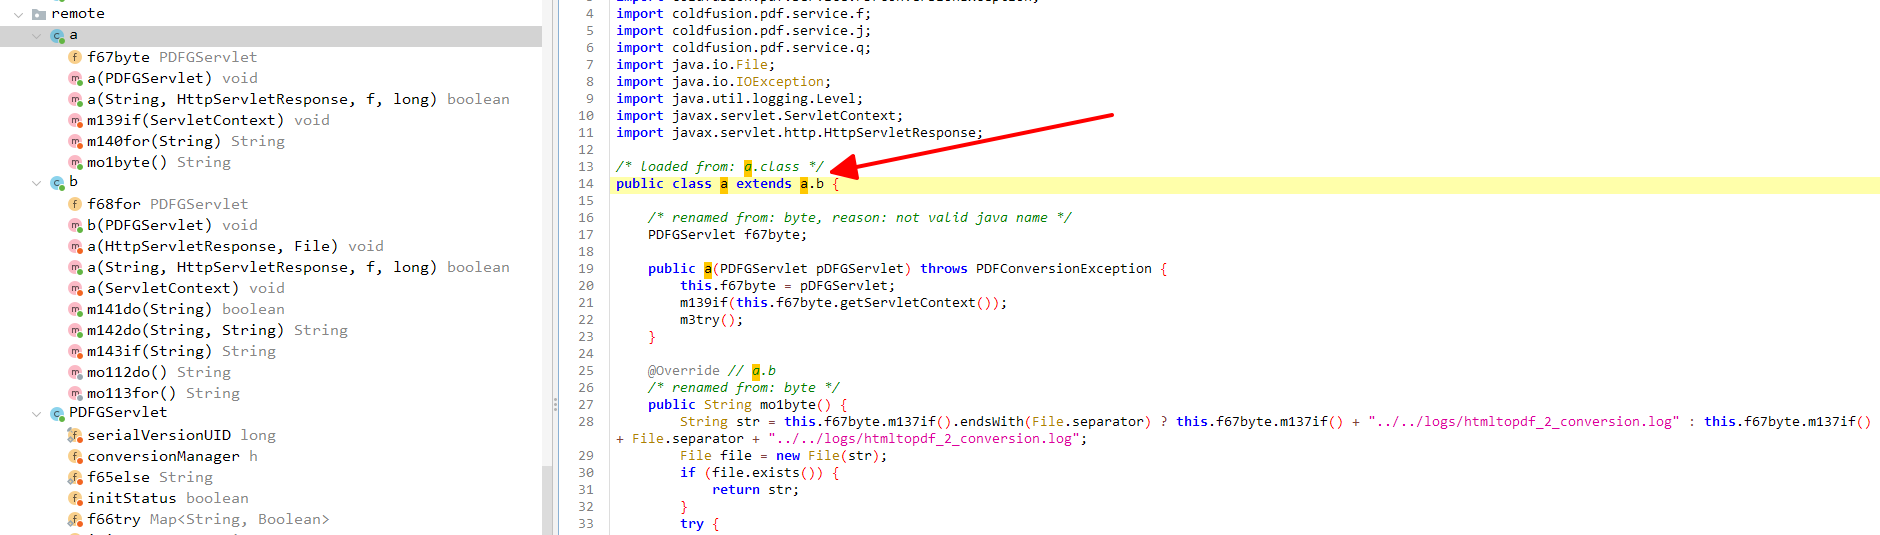 remote
a
f67byte PDFGServlet
a(PDFGServlet) void
a(String, HttpServletResponse, f, long) boolean
m139if(ServletContext) void
m140for(String) String
mo1byte() String
b
f68for PDFGServlet
b(PDFGServlet) void
a(HttpServletResponse, File) void
a(String, HttpServletResponse, f, long) boolean
a(ServletContext) void
m141do(String) boolean
m142do(String, String) String
m143if(String) String
mo112do() String
mo113for() String
PDFGServlet
serialVersionUID long
conversionManager h
f65else String
initStatus boolean
f66try Map<String, Boolean>
4 import coldfusion.pdf.service.f;
5 import coldfusion.pdf.service.j;
6 import coldfusion.pdf.service.q;
7 import java.io.File;
8 import java.io.IOException;
9 import java.util.logging.Level;
10 import javax.servlet.ServletContext;
11 import javax.servlet.http.HttpServletResponse;
12
13 /* loaded from: a.class */
14 public class a extends a.b {
15
16 /* renamed from: byte, reason: not valid java name */
17 PDFGServlet f67byte;
18
19 public a(PDFGServlet pDFGServlet) throws PDFConversionException {
20 this.f67byte = pDFGServlet;
21 m139if(this.f67byte.getServletContext());
22 m3try();
23 }
24
25 @Override // a.b
26 /* renamed from: byte */
27 public String mo1byte() {
28 String str = this.f67byte.m137if().endsWith(File.separator) ? this.f67byte.m137if() + "../../logs/htmltopdf_2_conversion.log" : this.f67byte.m137if()
+ File.separator + "../../logs/htmltopdf_2_conversion.log";
29 File file = new File(str);
30 if (file.exists()) {
31 return str;
32 }
33 try {